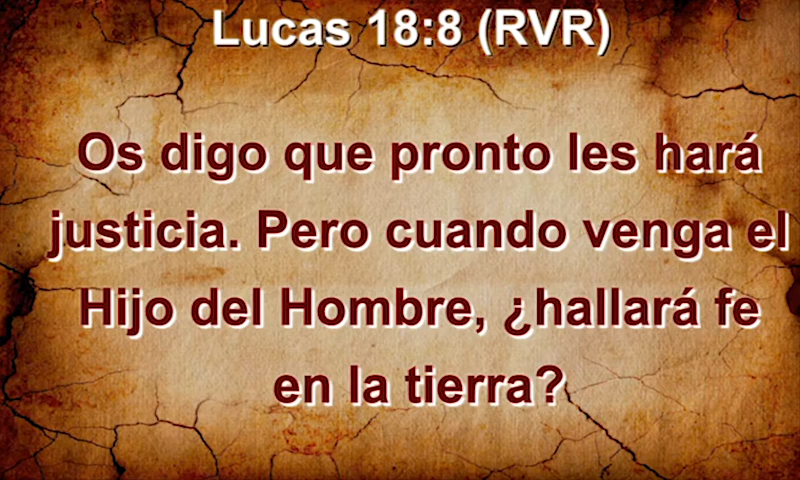 Lucas 18:8 (RVR)
Os digo que pronto les hará
justicia. Pero cuando venga el
Hijo del Hombre, ¿hallará fe
en la tierra?